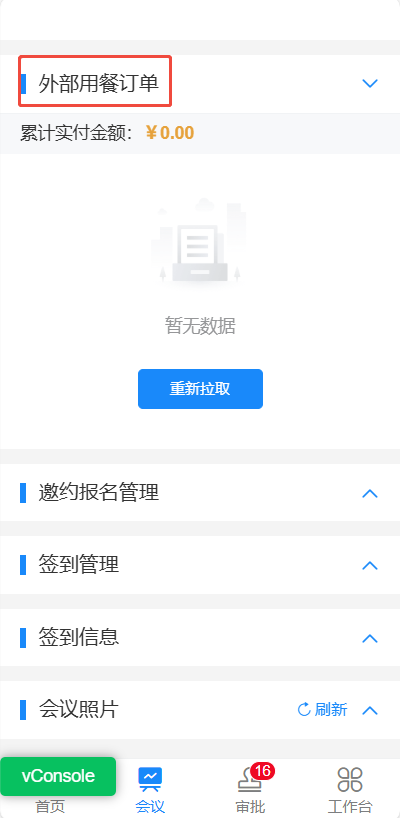 外部用餐订单
累计实付金额：￥0.00
暂无数据
重新拉取
邀约报名管理
签到管理
签到信息
会议照片 刷新
vConsole 16
首页 会议 审批 工作台